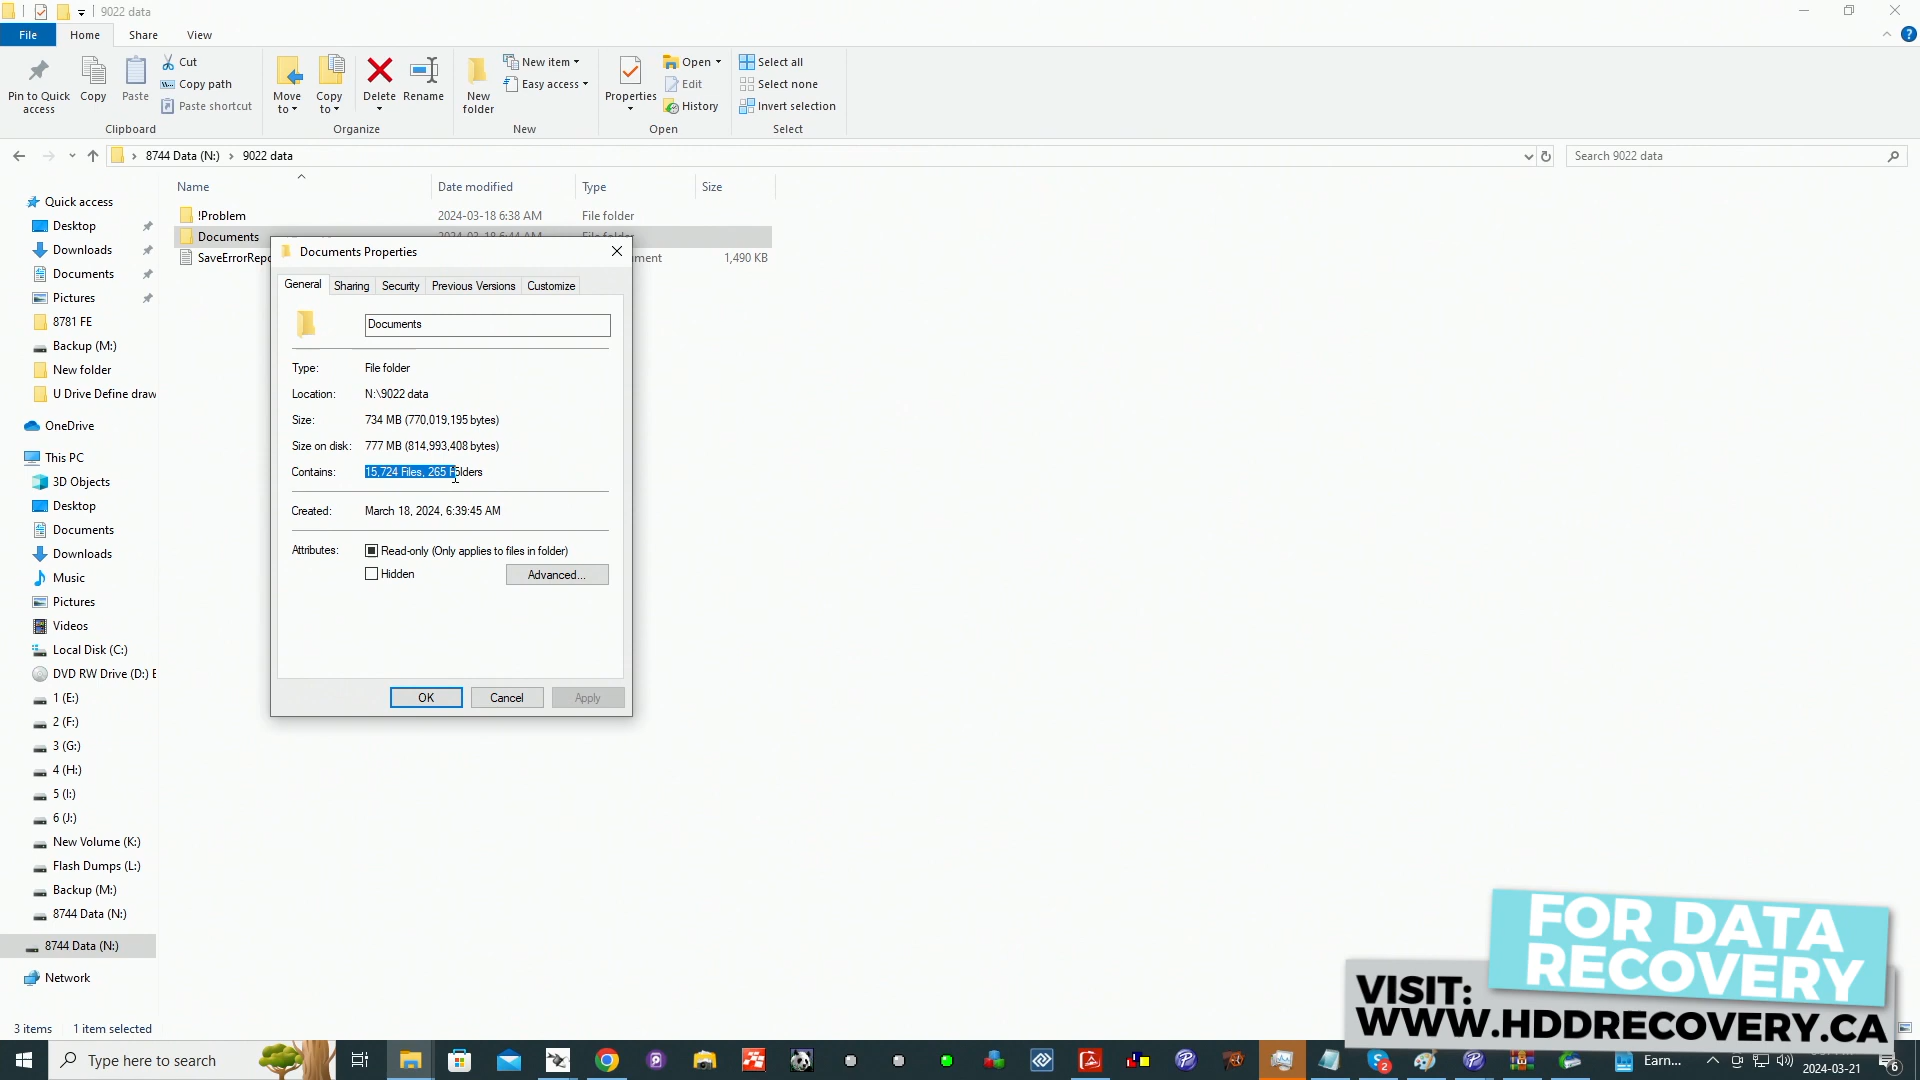 9022 data
File Home Share View
Pin to Quick access
Copy
Paste
Cut
Copy path
Paste shortcut
Clipboard
Move to
Copy to
Delete
Rename
Organize
New folder
New item
Easy access
New
Properties
Open
Edit
History
Open
Select all
Select none
Invert selection
Select
8744 Data (N:) > 9022 data
Search 9022 data
Name Date modified Type Size
!Problem 2024-03-18 6:38 AM File folder
Documents
SaveErrorRepo ment 1,490 KB
Quick access
Desktop
Downloads
Documents
Pictures
8781 FE
Backup (M:)
New folder
U Drive Define draw
OneDrive
This PC
3D Objects
Desktop
Documents
Downloads
Music
Pictures
Videos
Local Disk (C:)
DVD RW Drive (D:) E
1 (E:)
2 (F:)
3 (G:)
4 (H:)
5 (I:)
6 (J:)
New Volume (K:)
Flash Dumps (L:)
Backup (M:)
8744 Data (N:)
8744 Data (N:)
Network
Documents Properties
General Sharing Security Previous Versions Customize
Documents
Type: File folder
Location: N:\9022 data
Size: 734 MB (770,019,195 bytes)
Size on disk: 777 MB (814,993,408 bytes)
Contains: 15,724 Files, 265 Folders
Created: March 18, 2024, 6:39:45 AM
Attributes: Read-only (Only applies to files in folder)
Hidden Advanced...
OK Cancel Apply
3 items 1 item selected
FOR DATA
RECOVERY
VISIT:
WWW.HDDRECOVERY.CA
Type here to search
Earn...
2024-03-21
2
6